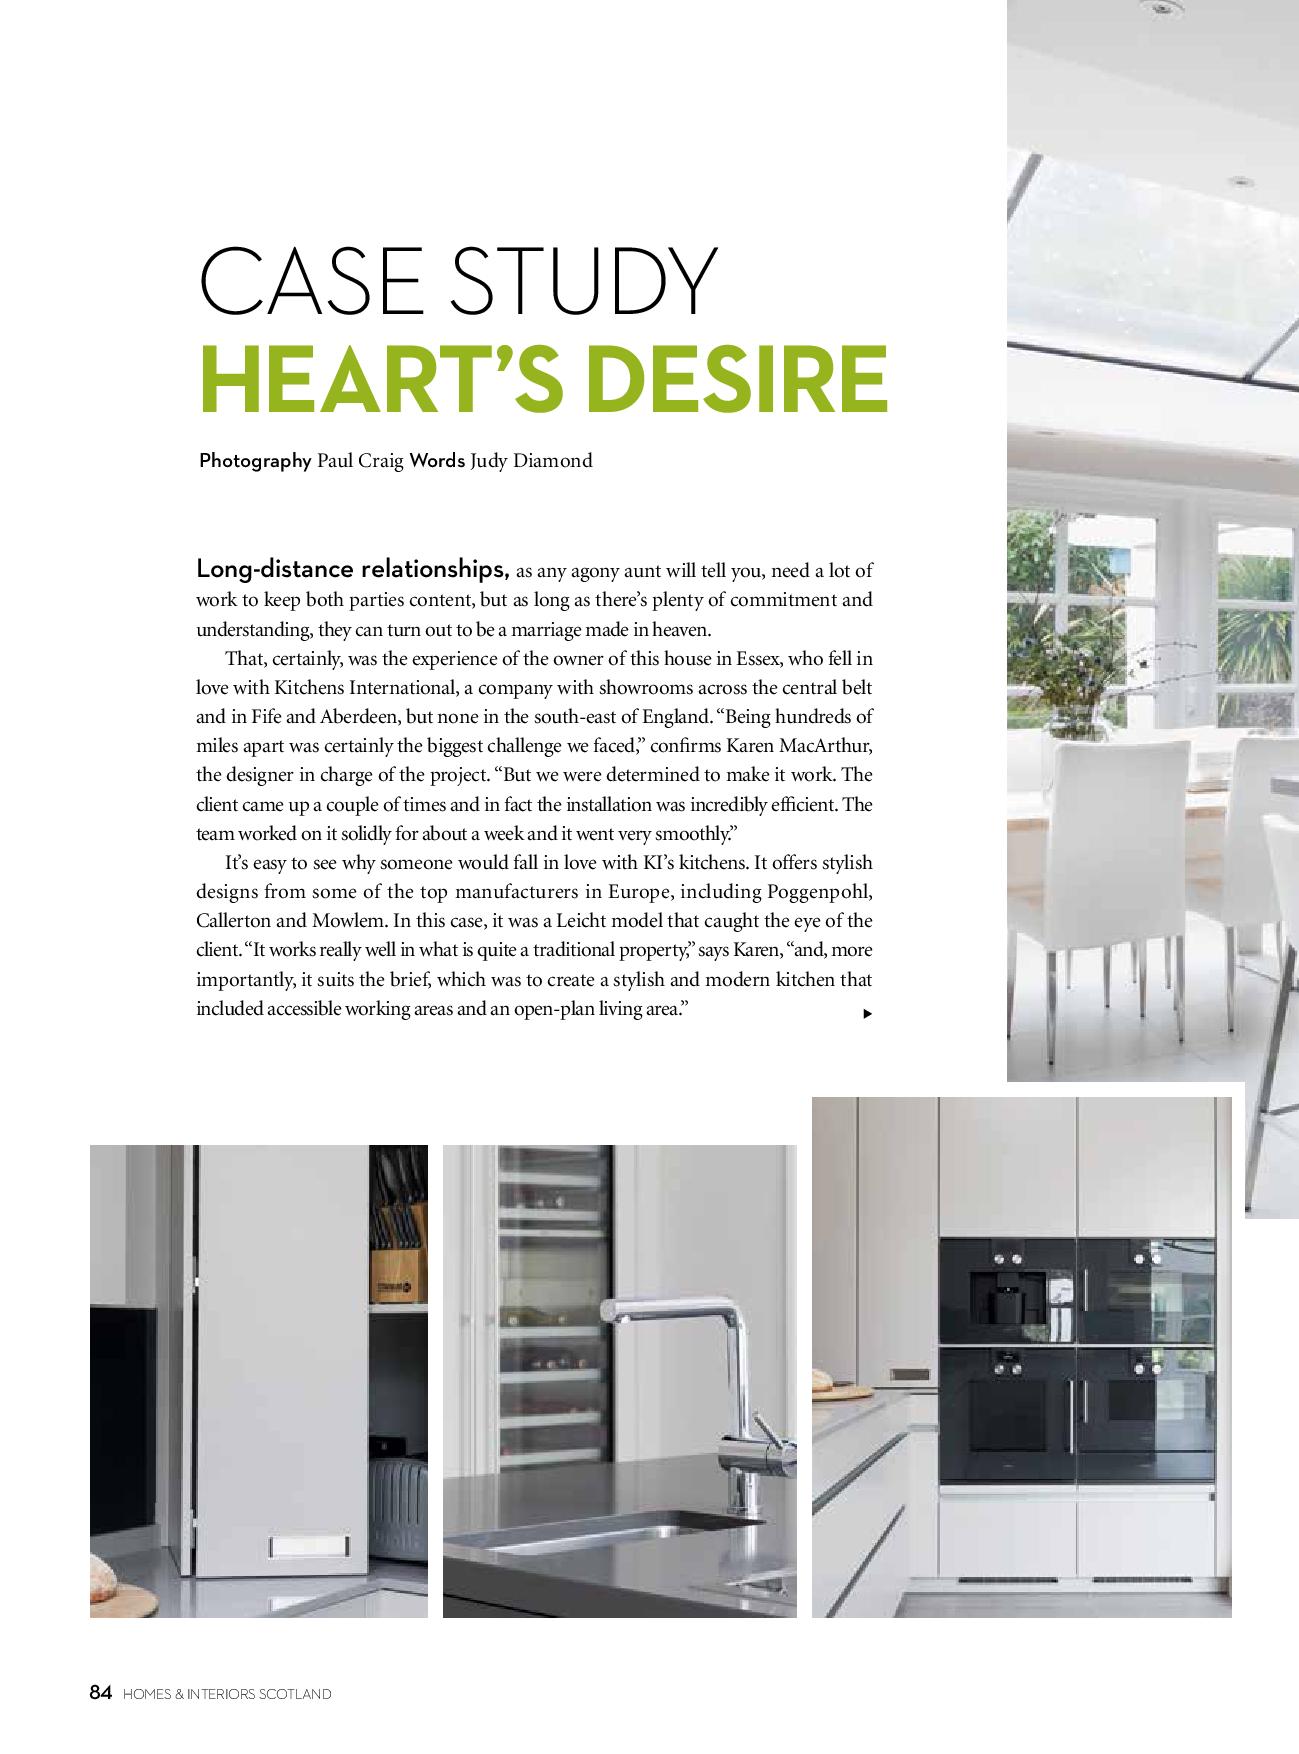 CASE STUDY
HEART’S DESIRE
Photography Paul Craig Words Judy Diamond
Long-distance relationships, as any agony aunt will tell you, need a lot of
work to keep both parties content, but as long as there’s plenty of commitment and
understanding, they can turn out to be a marriage made in heaven.
That, certainly, was the experience of the owner of this house in Essex, who fell in
love with Kitchens International, a company with showrooms across the central belt
and in Fife and Aberdeen, but none in the south-east of England. “Being hundreds of
miles apart was certainly the biggest challenge we faced,” confirms Karen MacArthur,
the designer in charge of the project. “But we were determined to make it work. The
client came up a couple of times and in fact the installation was incredibly efficient. The
team worked on it solidly for about a week and it went very smoothly.”
It’s easy to see why someone would fall in love with KI’s kitchens. It offers stylish
designs from some of the top manufacturers in Europe, including Poggenpohl,
Callerton and Mowlem. In this case, it was a Leicht model that caught the eye of the
client. “It works really well in what is quite a traditional property,” says Karen, “and, more
importantly, it suits the brief, which was to create a stylish and modern kitchen that
included accessible working areas and an open-plan living area.”
84 HOMES & INTERIORS SCOTLAND